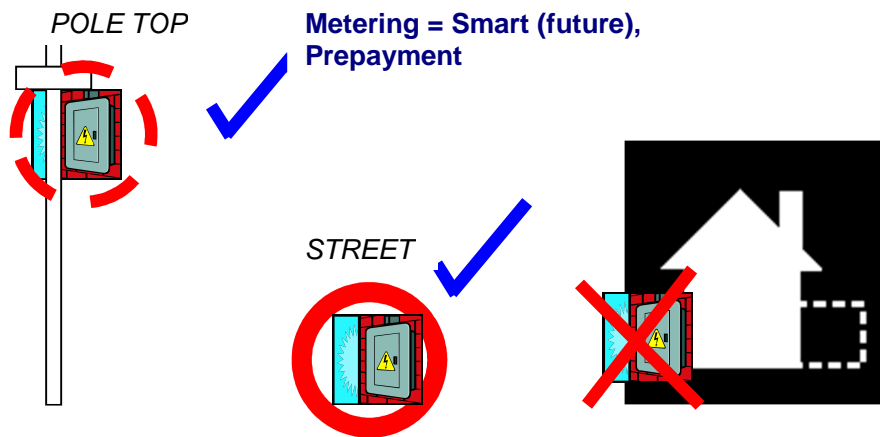 POLE TOP
Metering = Smart (future),
Prepayment
STREET